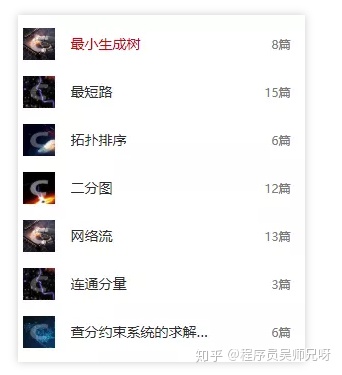 最小生成树 8篇
最短路 15篇
拓扑排序 6篇
二分图 12篇
网络流 13篇
连通分量 3篇
查分约束系统的求解... 6篇
知乎 @程序员吴师兄呀